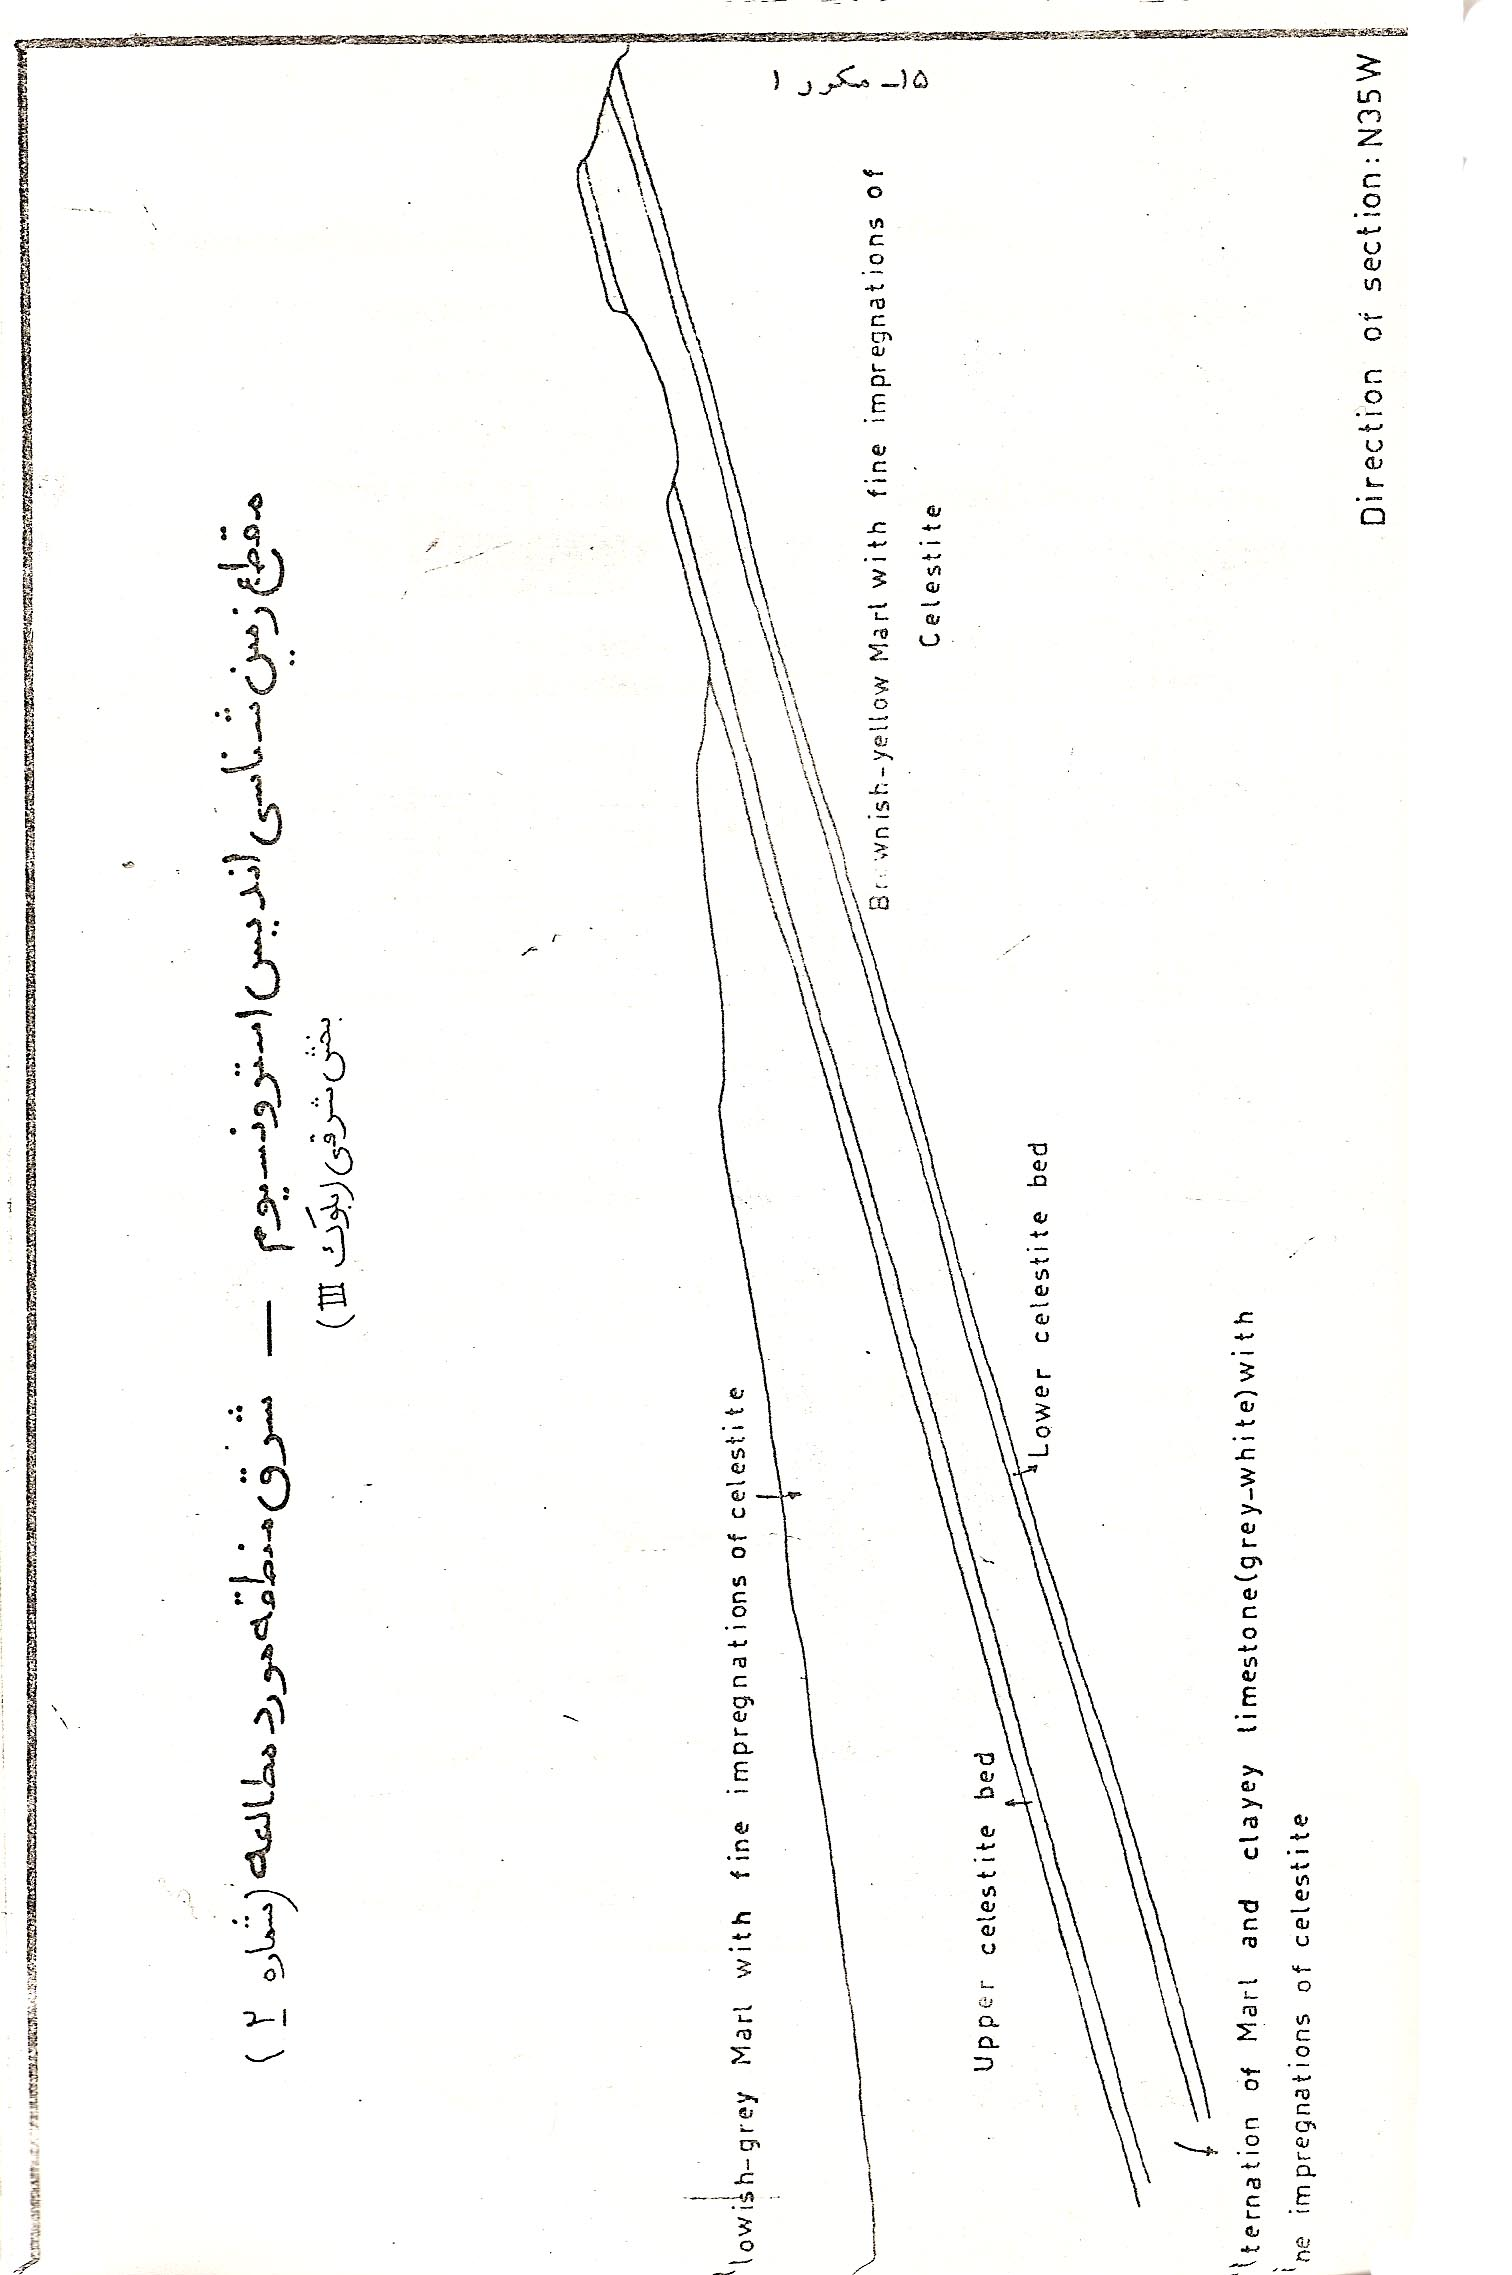 مقطع زمین شناسی اندیس استرونسیوم — شرق منطقه مورد مطالعه (شماره ۲)
بخش شرقی (بلوک III)
۱۵- مکرر ۱
lowish-grey Marl with fine impregnations of celestite
Brownish-yellow Marl with fine impregnations of
Celestite
Upper celestite bed
Lower celestite bed
ternation of Marl and clayey limestone(grey-white)with
ne impregnations of celestite
Direction of section:N35W